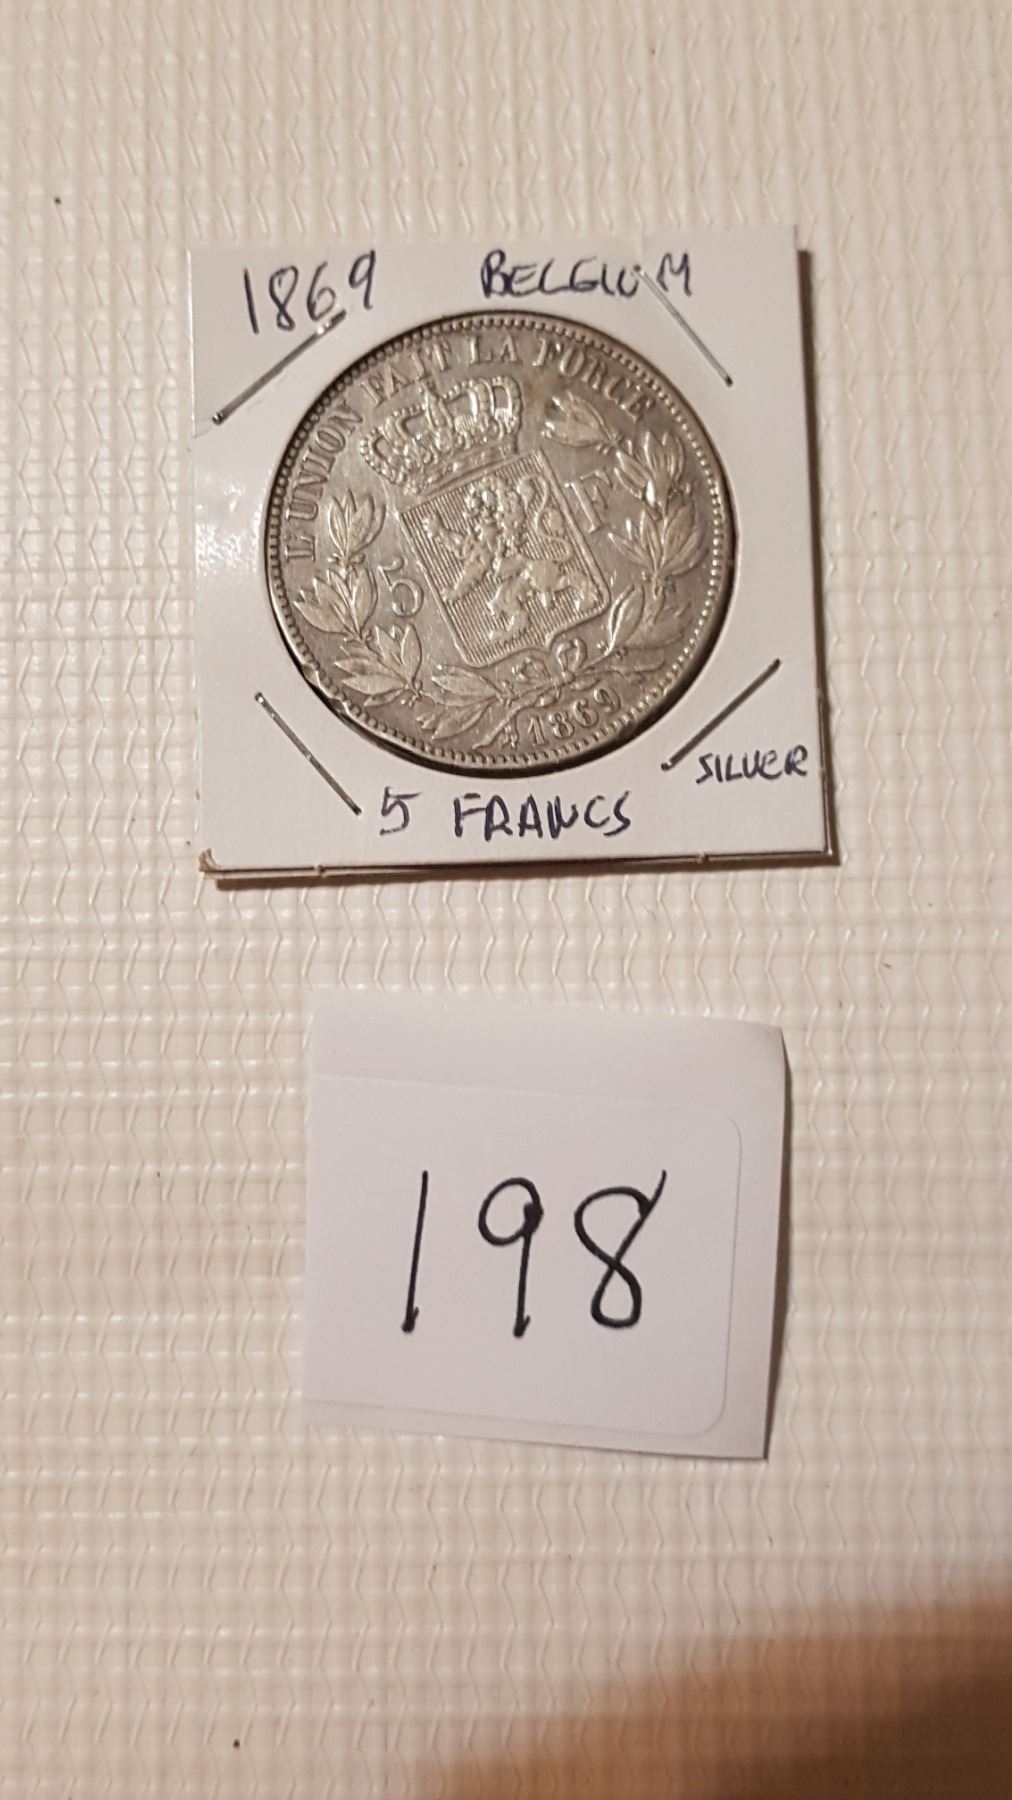 1869 BELGIUM
L'UNION FAIT LA FORCE
5 F
1869
SILVER
5 FRANCS
198